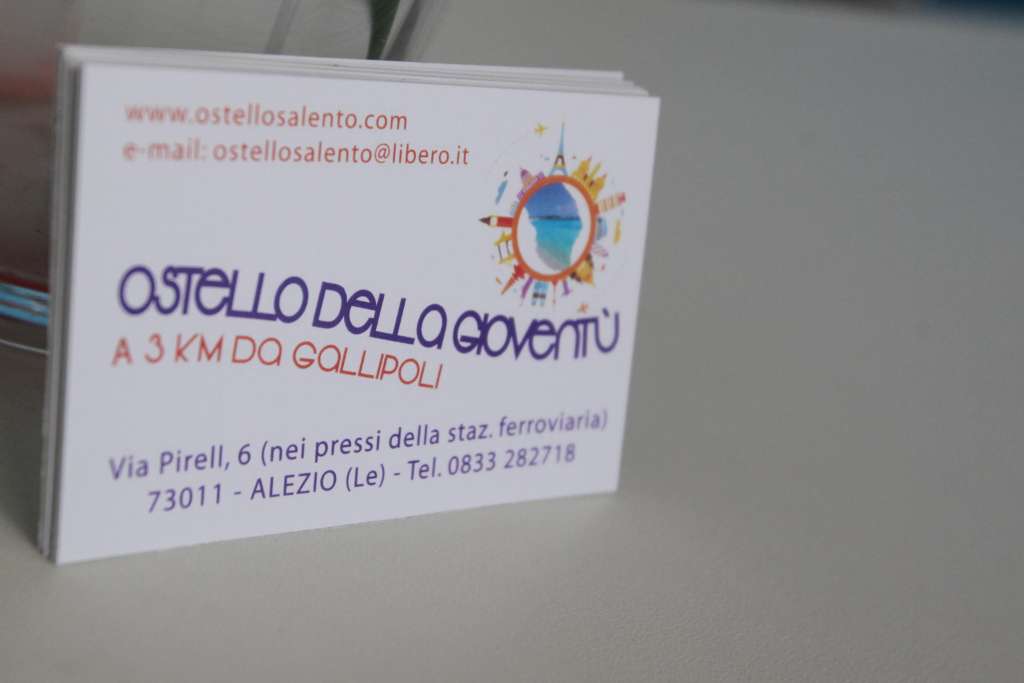 www.ostellosalento.com
e-mail: ostellosalento@libero.it
OSTELLO DELLA GIOVENTÙ
A 3 KM DA GALLIPOLI
Via Pirell, 6 (nei pressi della staz. ferroviaria)
73011 - ALEZIO (Le) - Tel. 0833 282718